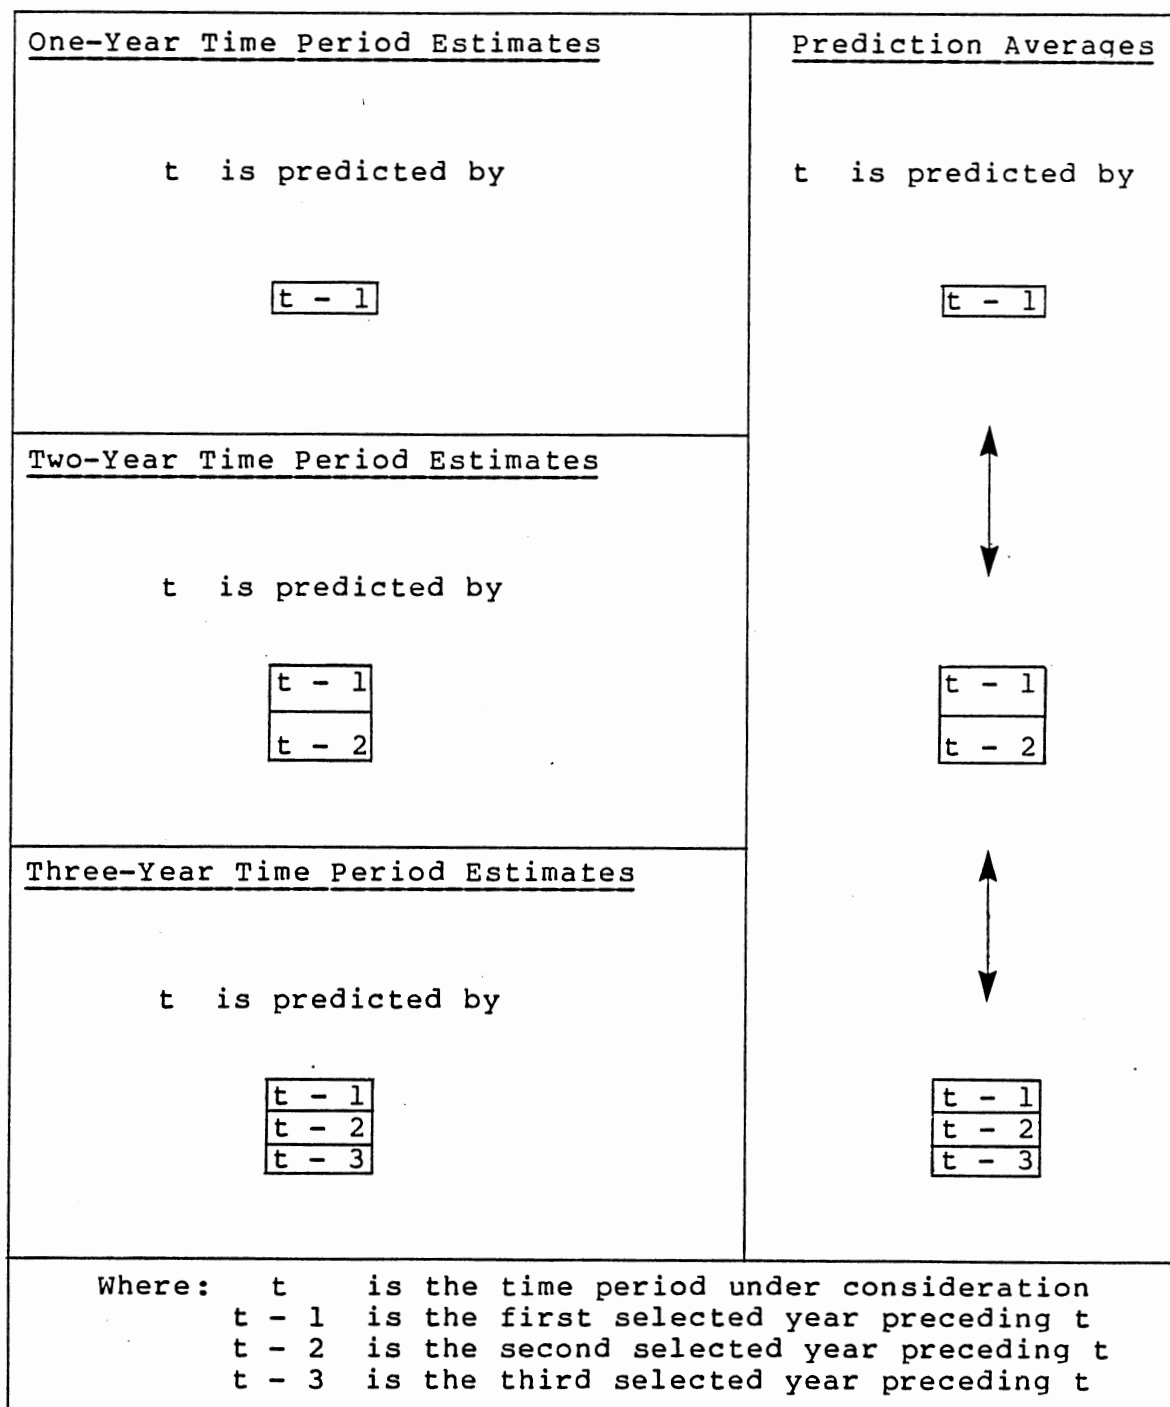 One-Year Time Period Estimates
t is predicted by
t - 1
Two-Year Time Period Estimates
t is predicted by
t - 1
t - 2
Three-Year Time Period Estimates
t is predicted by
t - 1
t - 2
t - 3
Prediction Averages
t is predicted by
t - 1
t - 1
t - 2
t - 1
t - 2
t - 3
Where: t is the time period under consideration
t - 1 is the first selected year preceding t
t - 2 is the second selected year preceding t
t - 3 is the third selected year preceding t